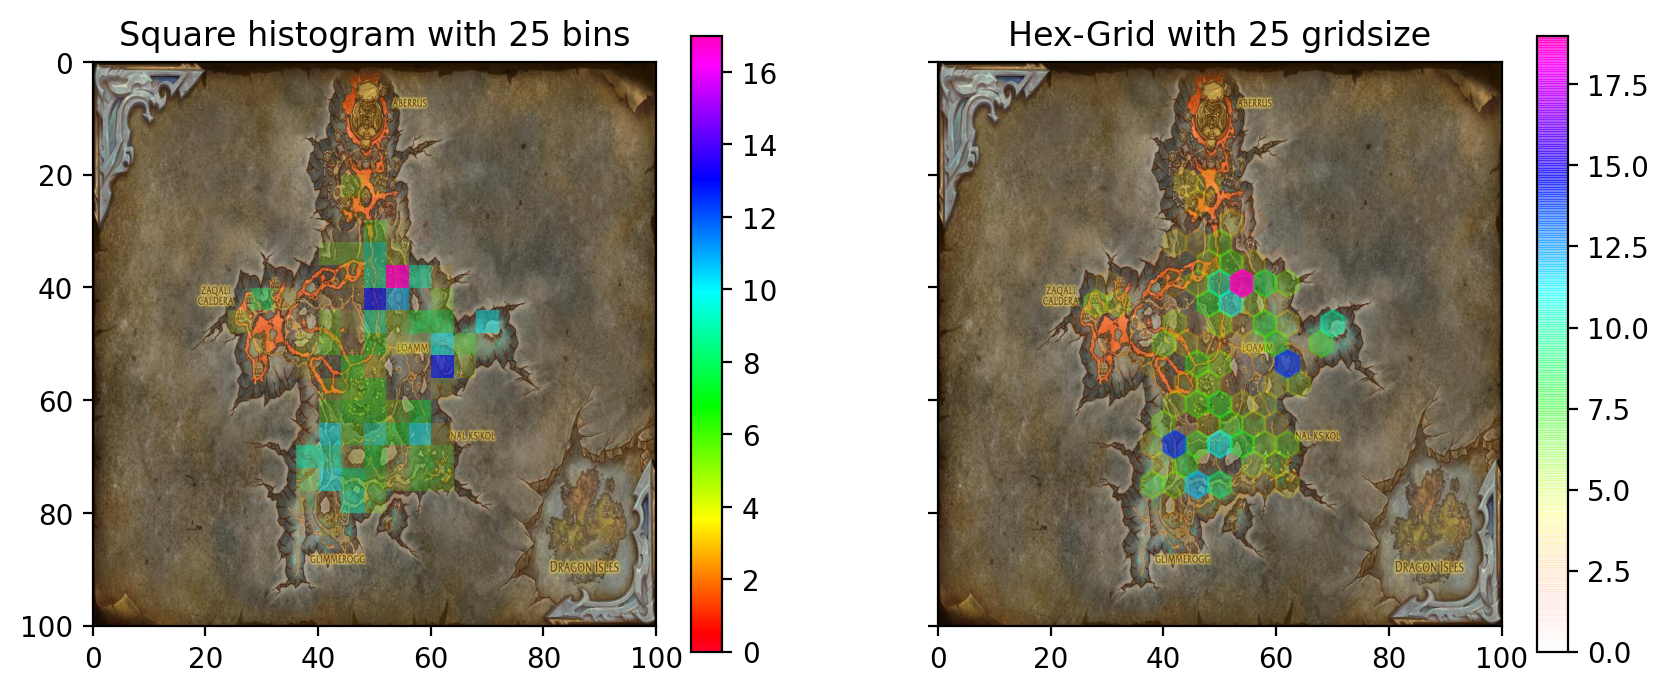 Square histogram with 25 bins
0
20
40
60
80
100
0
20
40
60
80
100
ABERRUS
ZAQALI
CALDERA
LOAMM
NAL KS'KOL
GLIMMEROGG
DRAGON ISLES
16
14
12
10
8
6
4
2
0
Hex-Grid with 25 gridsize
0
20
40
60
80
100
ABERRUS
ZAQALI
CALDERA
LOAMM
NAL KS'KOL
GLIMMEROGG
DRAGON ISLES
17.5
15.0
12.5
10.0
7.5
5.0
2.5
0.0